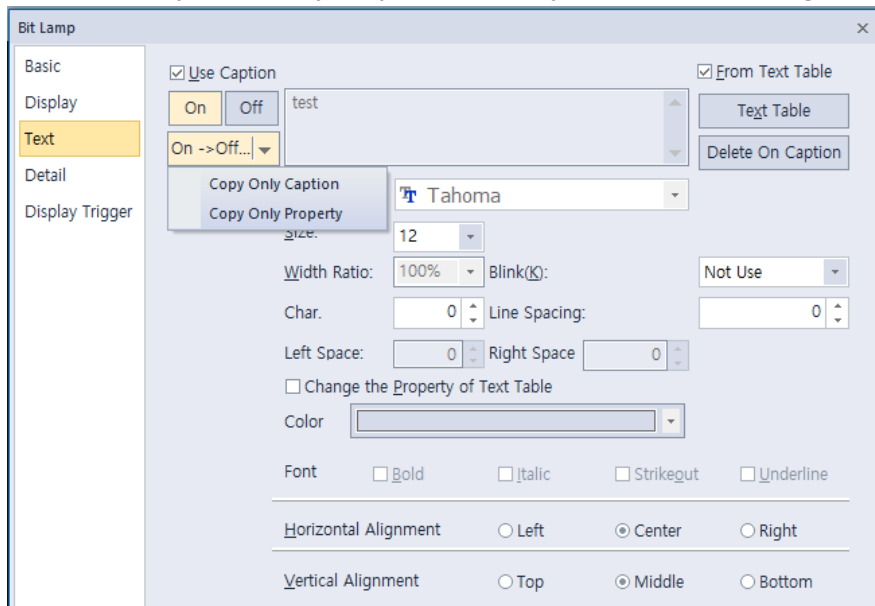 Bit Lamp
Basic
Display
Text
Detail
Display Trigger
Use Caption
From Text Table
On
Off
test
Text Table
On ->Off...
Delete On Caption
Copy Only Caption
Copy Only Property
Tahoma
Size:
12
Width Ratio:
100%
Blink(K):
Not Use
Char.
0
Line Spacing:
0
Left Space:
0
Right Space
0
Change the Property of Text Table
Color
Font
Bold
Italic
Strikeout
Underline
Horizontal Alignment
Left
Center
Right
Vertical Alignment
Top
Middle
Bottom